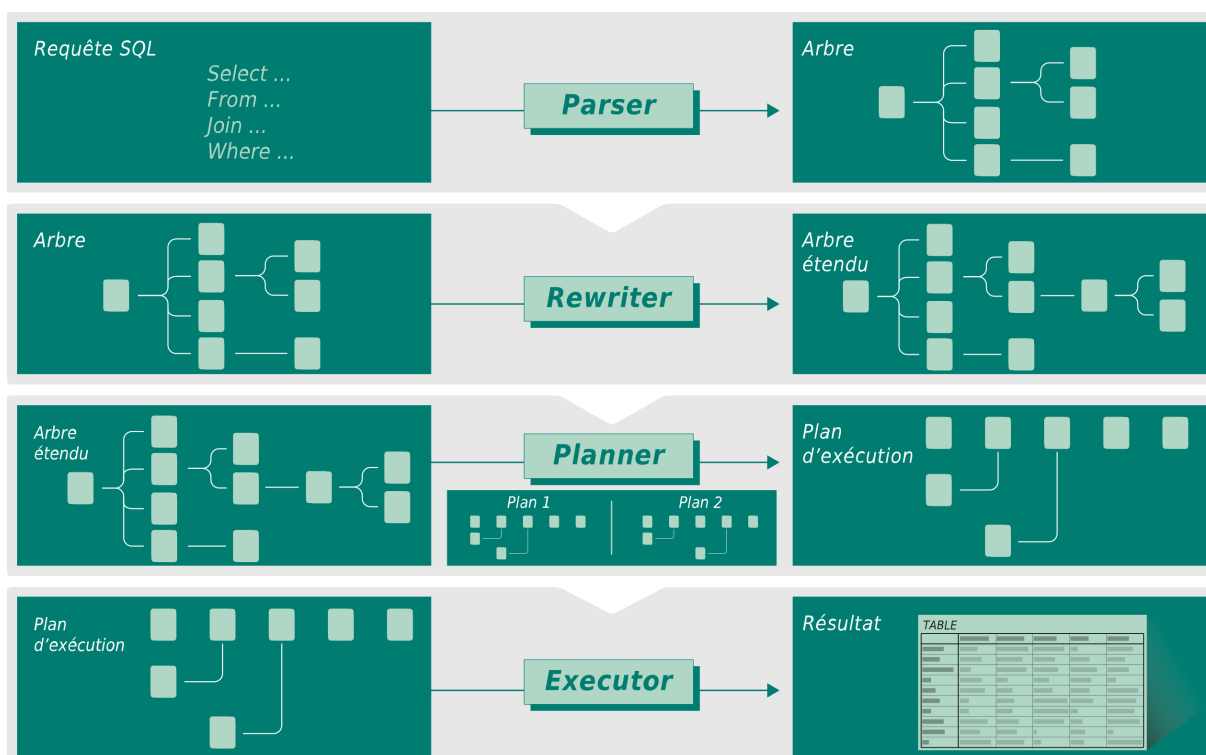 Requête SQL
Select ...
From ...
Join ...
Where ...
Parser
Arbre
Arbre
Rewriter
Arbre
étendu
Arbre
étendu
Planner
Plan 1
Plan 2
Plan
d’exécution
Plan
d’exécution
Executor
Résultat
TABLE